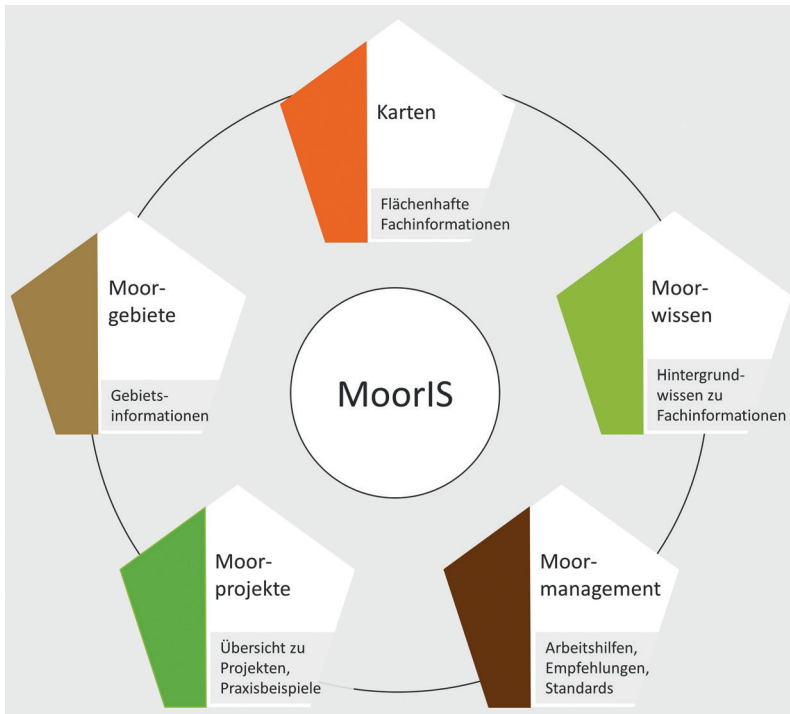 Karten
Flächenhafte
Fachinformationen
Moor-
gebiete
Gebiets-
informationen
Moor-
wissen
Hintergrund-
wissen zu
Fachinformationen
MoorIS
Moor-
projekte
Übersicht zu
Projekten,
Praxisbeispiele
Moor-
management
Arbeitshilfen,
Empfehlungen,
Standards